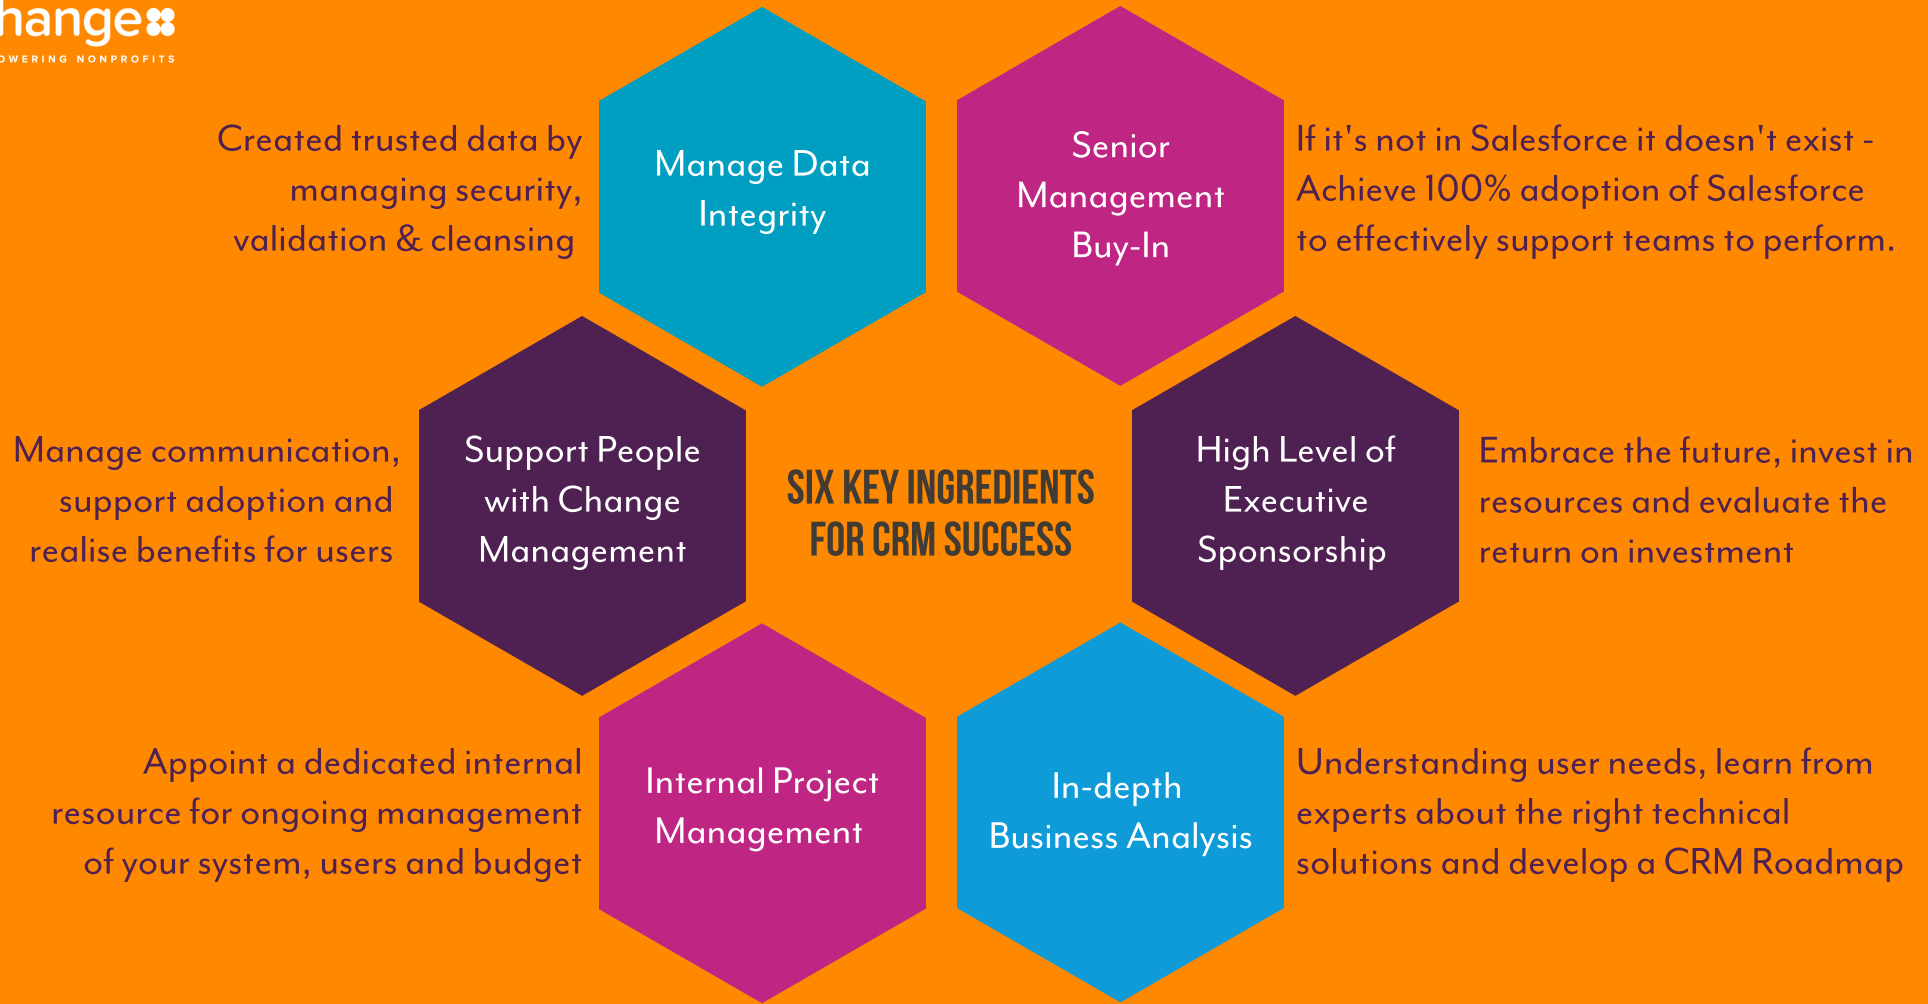 hange
OWERING NONPROFITS
Created trusted data by
managing security,
validation & cleansing
Manage Data
Integrity
Senior
Management
Buy-In
If it's not in Salesforce it doesn't exist -
Achieve 100% adoption of Salesforce
to effectively support teams to perform.
Manage communication,
support adoption and
realise benefits for users
Support People
with Change
Management
SIX KEY INGREDIENTS
FOR CRM SUCCESS
High Level of
Executive
Sponsorship
Embrace the future, invest in
resources and evaluate the
return on investment
Appoint a dedicated internal
resource for ongoing management
of your system, users and budget
Internal Project
Management
In-depth
Business Analysis
Understanding user needs, learn from
experts about the right technical
solutions and develop a CRM Roadmap